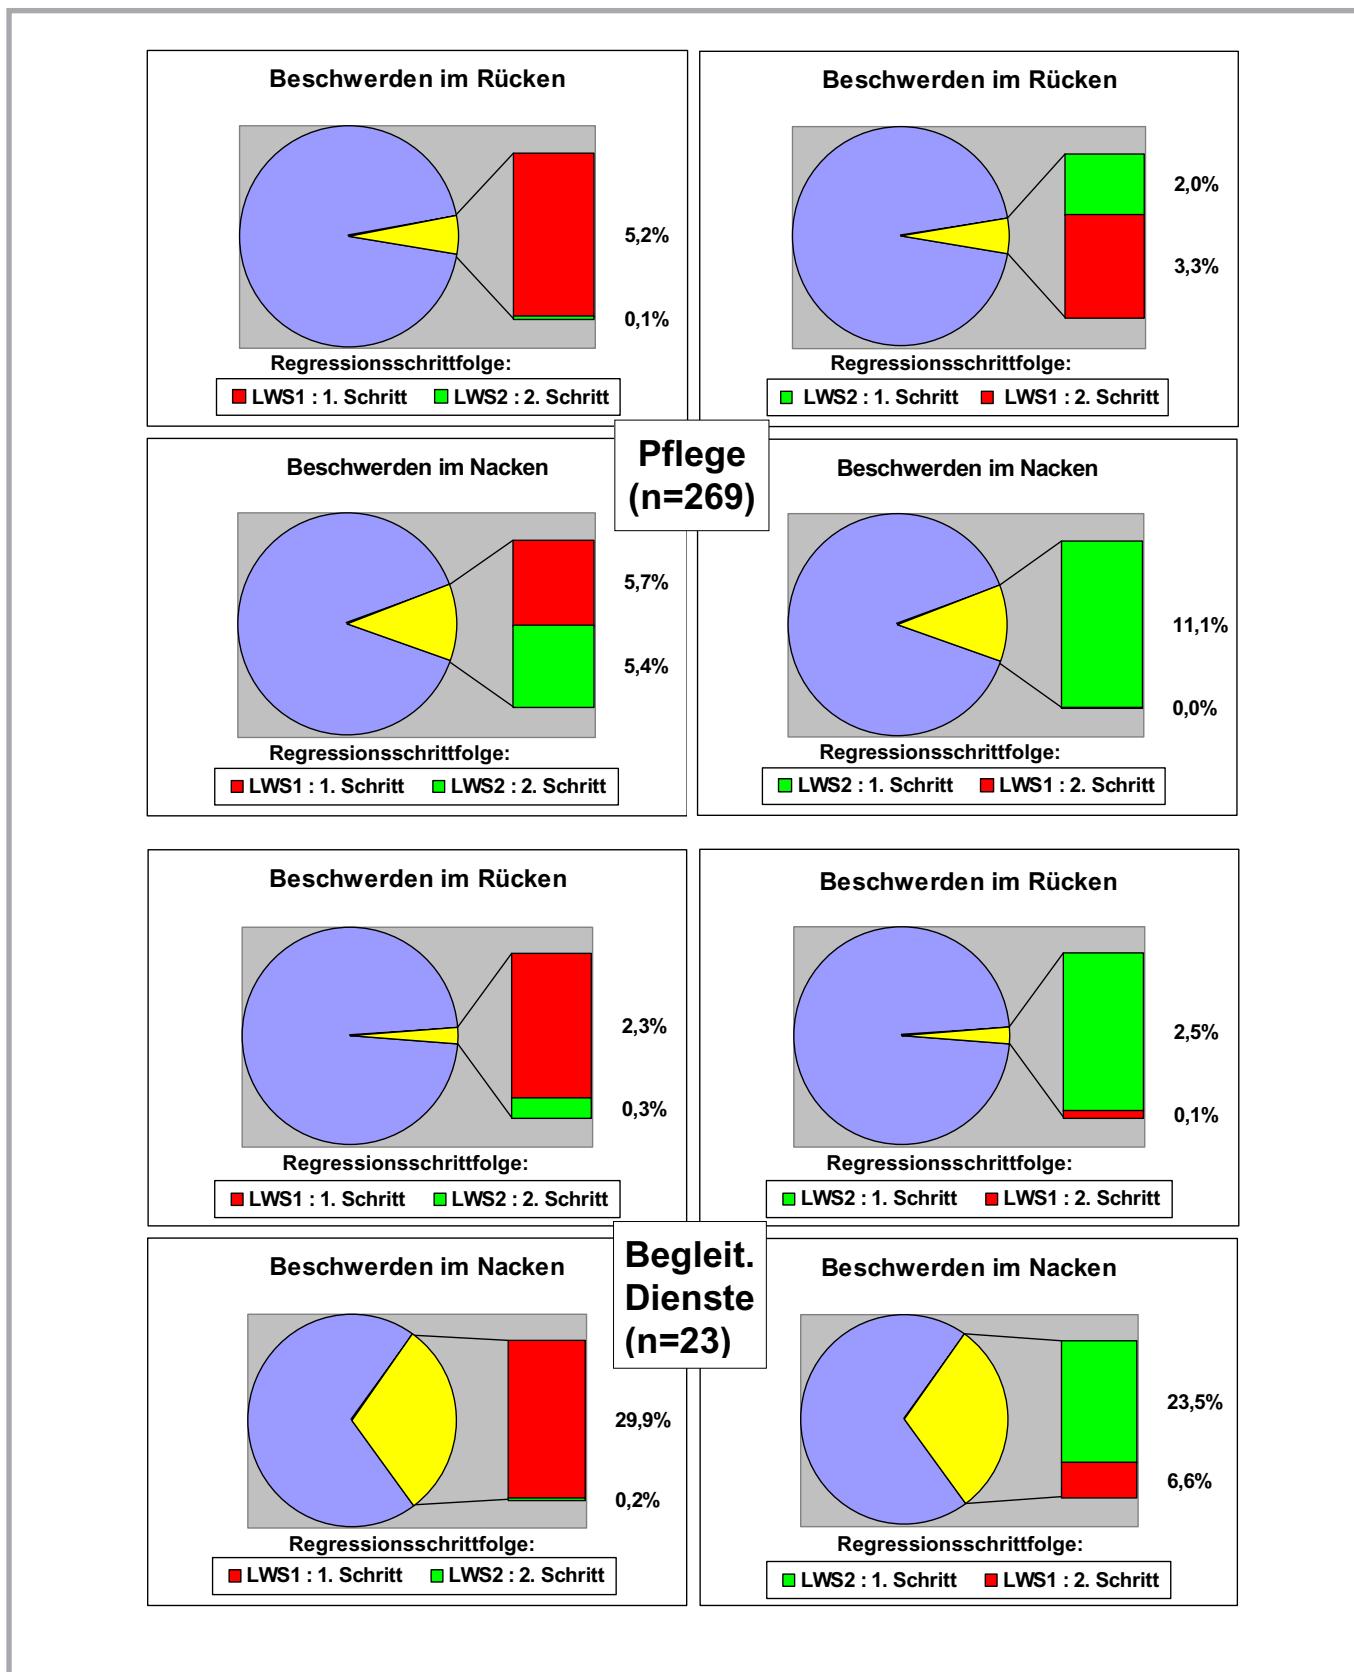 Beschwerden im Rücken
5,2%
0,1%
Regressionsschrittfolge:
LWS1 : 1. Schritt LWS2 : 2. Schritt
Beschwerden im Rücken
2,0%
3,3%
Regressionsschrittfolge:
LWS2 : 1. Schritt LWS1 : 2. Schritt
Pflege
(n=269)
Beschwerden im Nacken
5,7%
5,4%
Regressionsschrittfolge:
LWS1 : 1. Schritt LWS2 : 2. Schritt
Beschwerden im Nacken
11,1%
0,0%
Regressionsschrittfolge:
LWS2 : 1. Schritt LWS1 : 2. Schritt
Beschwerden im Rücken
2,3%
0,3%
Regressionsschrittfolge:
LWS1 : 1. Schritt LWS2 : 2. Schritt
Beschwerden im Rücken
2,5%
0,1%
Regressionsschrittfolge:
LWS2 : 1. Schritt LWS1 : 2. Schritt
Begleit.
Dienste
(n=23)
Beschwerden im Nacken
29,9%
0,2%
Regressionsschrittfolge:
LWS1 : 1. Schritt LWS2 : 2. Schritt
Beschwerden im Nacken
23,5%
6,6%
Regressionsschrittfolge:
LWS2 : 1. Schritt LWS1 : 2. Schritt